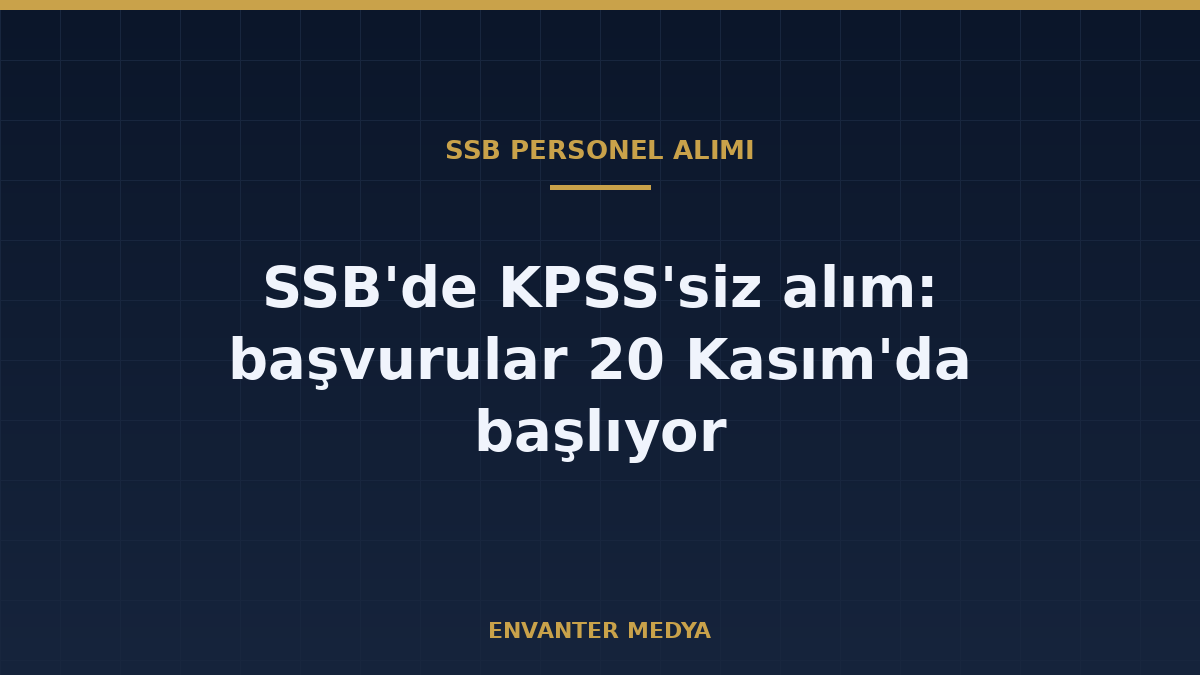 SSB PERSONEL ALIMI
SSB'de KPSS'siz alım:
başvurular 20 Kasım'da
başlıyor
ENVANTER MEDYA